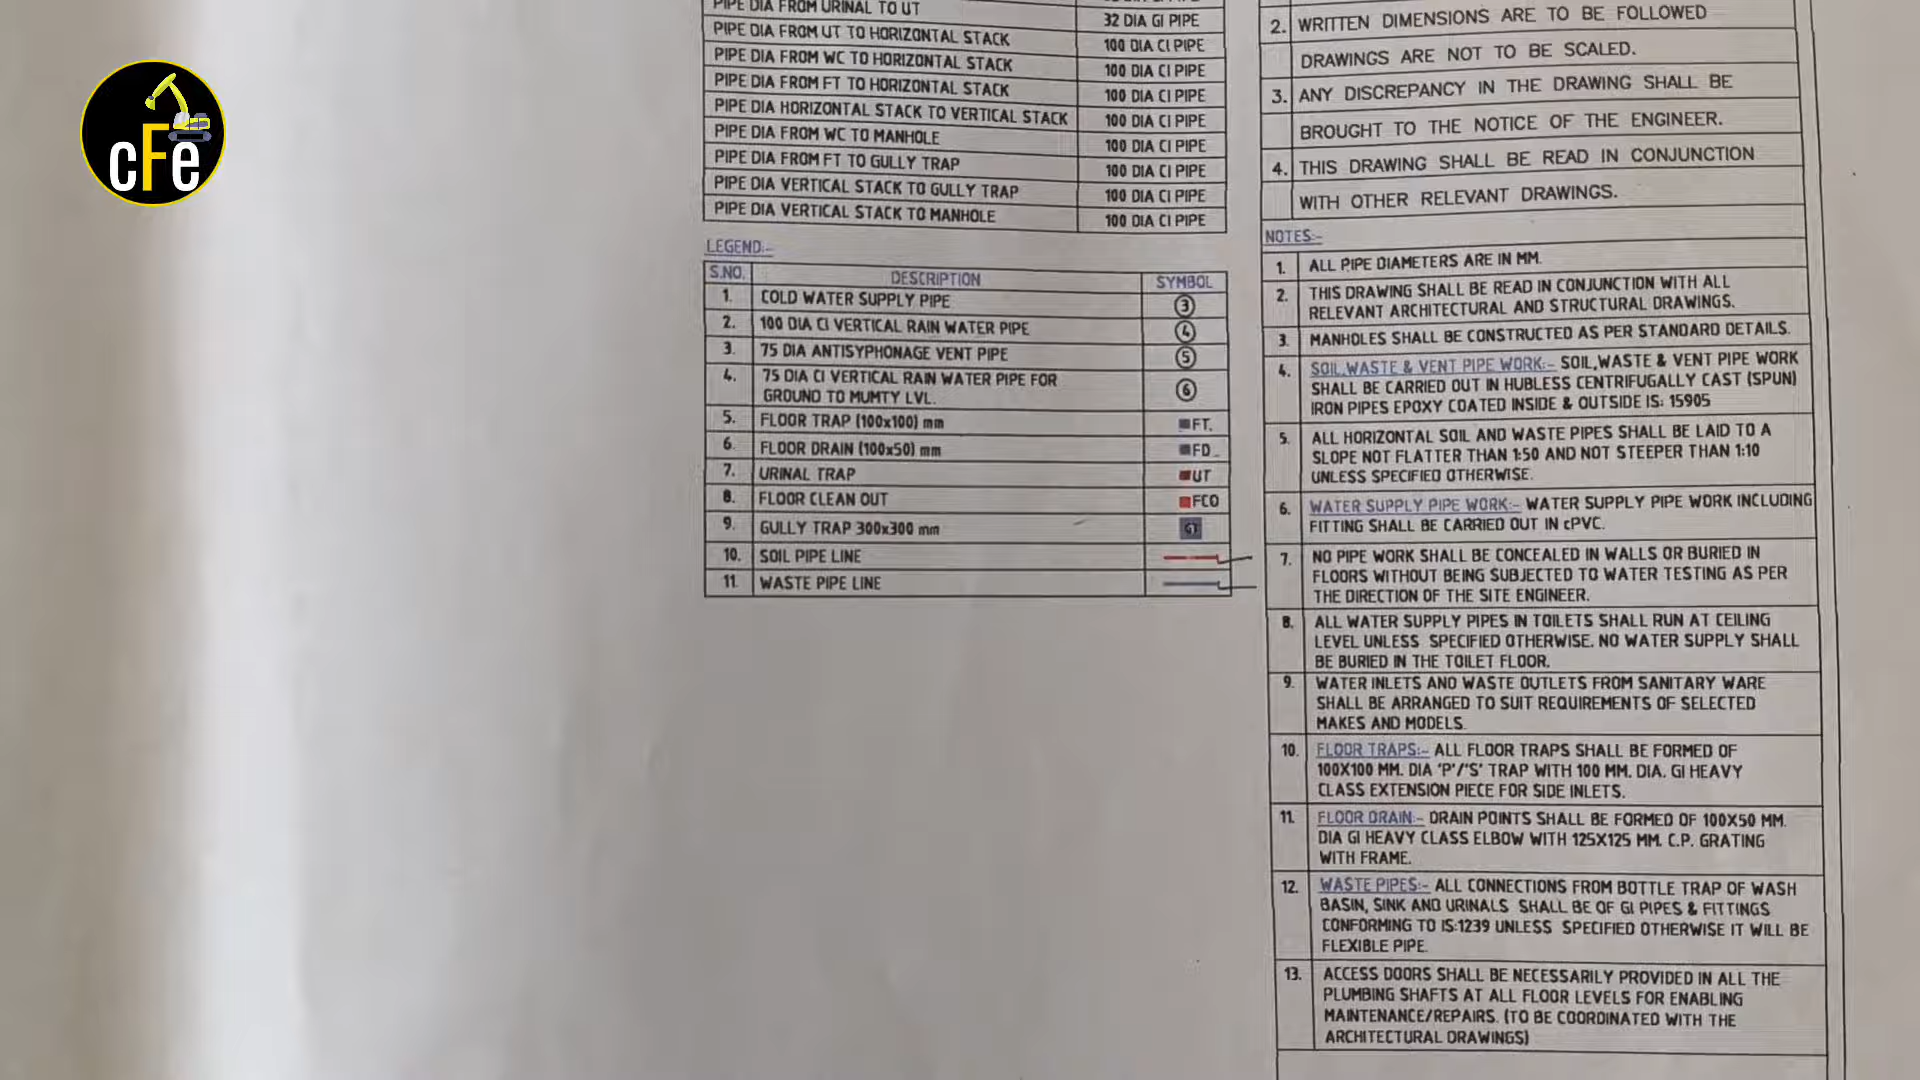 cFe
PIPE DIA FROM URINAL TO UT
32 DIA GI PIPE
PIPE DIA FROM UT TO HORIZONTAL STACK
100 DIA CI PIPE
PIPE DIA FROM WC TO HORIZONTAL STACK
100 DIA CI PIPE
PIPE DIA FROM FT TO HORIZONTAL STACK
100 DIA CI PIPE
PIPE DIA HORIZONTAL STACK TO VERTICAL STACK
100 DIA CI PIPE
PIPE DIA FROM WC TO MANHOLE
100 DIA CI PIPE
PIPE DIA FROM FT TO GULLY TRAP
100 DIA CI PIPE
PIPE DIA VERTICAL STACK TO GULLY TRAP
100 DIA CI PIPE
PIPE DIA VERTICAL STACK TO MANHOLE
100 DIA CI PIPE
LEGEND:-
S.NO. DESCRIPTION SYMBOL
1. COLD WATER SUPPLY PIPE 3
2. 100 DIA CI VERTICAL RAIN WATER PIPE 4
3. 75 DIA ANTISYPHONAGE VENT PIPE 5
4. 75 DIA CI VERTICAL RAIN WATER PIPE FOR
GROUND TO MUMTY LVL. 6
5. FLOOR TRAP (100x100) mm FT.
6. FLOOR DRAIN (100x50) mm FD
7. URINAL TRAP UT
8. FLOOR CLEAN OUT FCO
9. GULLY TRAP 300x300 mm GT
10. SOIL PIPE LINE
11. WASTE PIPE LINE
2. WRITTEN DIMENSIONS ARE TO BE FOLLOWED
DRAWINGS ARE NOT TO BE SCALED.
3. ANY DISCREPANCY IN THE DRAWING SHALL BE
BROUGHT TO THE NOTICE OF THE ENGINEER.
4. THIS DRAWING SHALL BE READ IN CONJUNCTION
WITH OTHER RELEVANT DRAWINGS.
NOTES:-
1. ALL PIPE DIAMETERS ARE IN MM.
2. THIS DRAWING SHALL BE READ IN CONJUNCTION WITH ALL
RELEVANT ARCHITECTURAL AND STRUCTURAL DRAWINGS.
3. MANHOLES SHALL BE CONSTRUCTED AS PER STANDARD DETAILS.
4. SOIL,WASTE & VENT PIPE WORK:- SOIL,WASTE & VENT PIPE WORK
SHALL BE CARRIED OUT IN HUBLESS CENTRIFUGALLY CAST (SPUN)
IRON PIPES EPOXY COATED INSIDE & OUTSIDE IS: 15905
5. ALL HORIZONTAL SOIL AND WASTE PIPES SHALL BE LAID TO A
SLOPE NOT FLATTER THAN 1:50 AND NOT STEEPER THAN 1:10
UNLESS SPECIFIED OTHERWISE.
6. WATER SUPPLY PIPE WORK:- WATER SUPPLY PIPE WORK INCLUDING
FITTING SHALL BE CARRIED OUT IN cPVC.
7. NO PIPE WORK SHALL BE CONCEALED IN WALLS OR BURIED IN
FLOORS WITHOUT BEING SUBJECTED TO WATER TESTING AS PER
THE DIRECTION OF THE SITE ENGINEER.
8. ALL WATER SUPPLY PIPES IN TOILETS SHALL RUN AT CEILING
LEVEL UNLESS SPECIFIED OTHERWISE. NO WATER SUPPLY SHALL
BE BURIED IN THE TOILET FLOOR.
9. WATER INLETS AND WASTE OUTLETS FROM SANITARY WARE
SHALL BE ARRANGED TO SUIT REQUIREMENTS OF SELECTED
MAKES AND MODELS.
10. FLOOR TRAPS:- ALL FLOOR TRAPS SHALL BE FORMED OF
100X100 MM. DIA 'P'/'S' TRAP WITH 100 MM. DIA. GI HEAVY
CLASS EXTENSION PIECE FOR SIDE INLETS.
11. FLOOR DRAIN:- DRAIN POINTS SHALL BE FORMED OF 100X50 MM.
DIA GI HEAVY CLASS ELBOW WITH 125X125 MM. C.P. GRATING
WITH FRAME.
12. WASTE PIPES:- ALL CONNECTIONS FROM BOTTLE TRAP OF WASH
BASIN, SINK AND URINALS SHALL BE OF GI PIPES & FITTINGS
CONFORMING TO IS:1239 UNLESS SPECIFIED OTHERWISE IT WILL BE
FLEXIBLE PIPE.
13. ACCESS DOORS SHALL BE NECESSARILY PROVIDED IN ALL THE
PLUMBING SHAFTS AT ALL FLOOR LEVELS FOR ENABLING
MAINTENANCE/REPAIRS. (TO BE COORDINATED WITH THE
ARCHITECTURAL DRAWINGS)